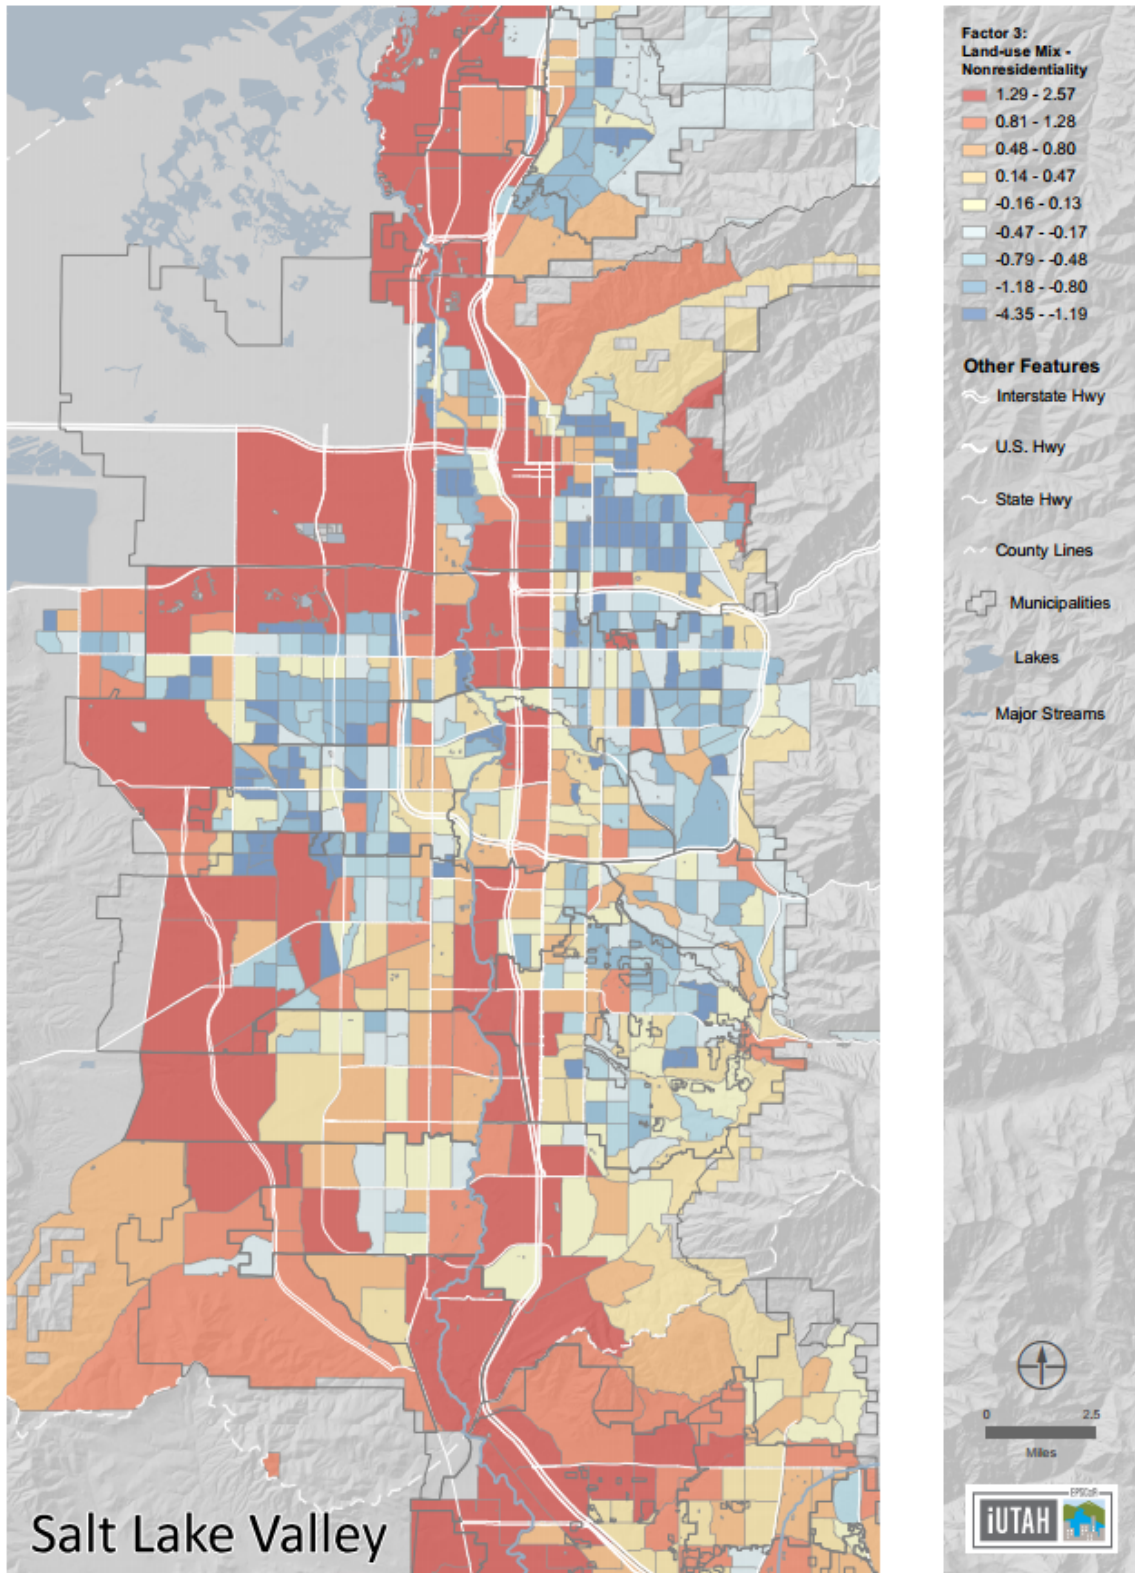 Factor 3:
Land-use Mix -
Nonresidentiality
1.29 - 2.57
0.81 - 1.28
0.48 - 0.80
0.14 - 0.47
-0.16 - 0.13
-0.47 - -0.17
-0.79 - -0.48
-1.18 - -0.80
-4.35 - -1.19
Other Features
Interstate Hwy
U.S. Hwy
State Hwy
County Lines
Municipalities
Lakes
Major Streams
0 2.5
Miles
EPSCoR
iUTAH
Salt Lake Valley